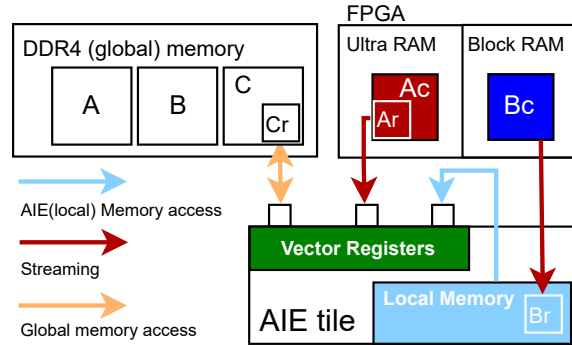 FPGA
DDR4 (global) memory
Ultra RAM
Block RAM
A
B
C
Cr
Ac
Ar
Bc
AIE(local) Memory access
Streaming
Global memory access
Vector Registers
Local Memory
Br
AIE tile